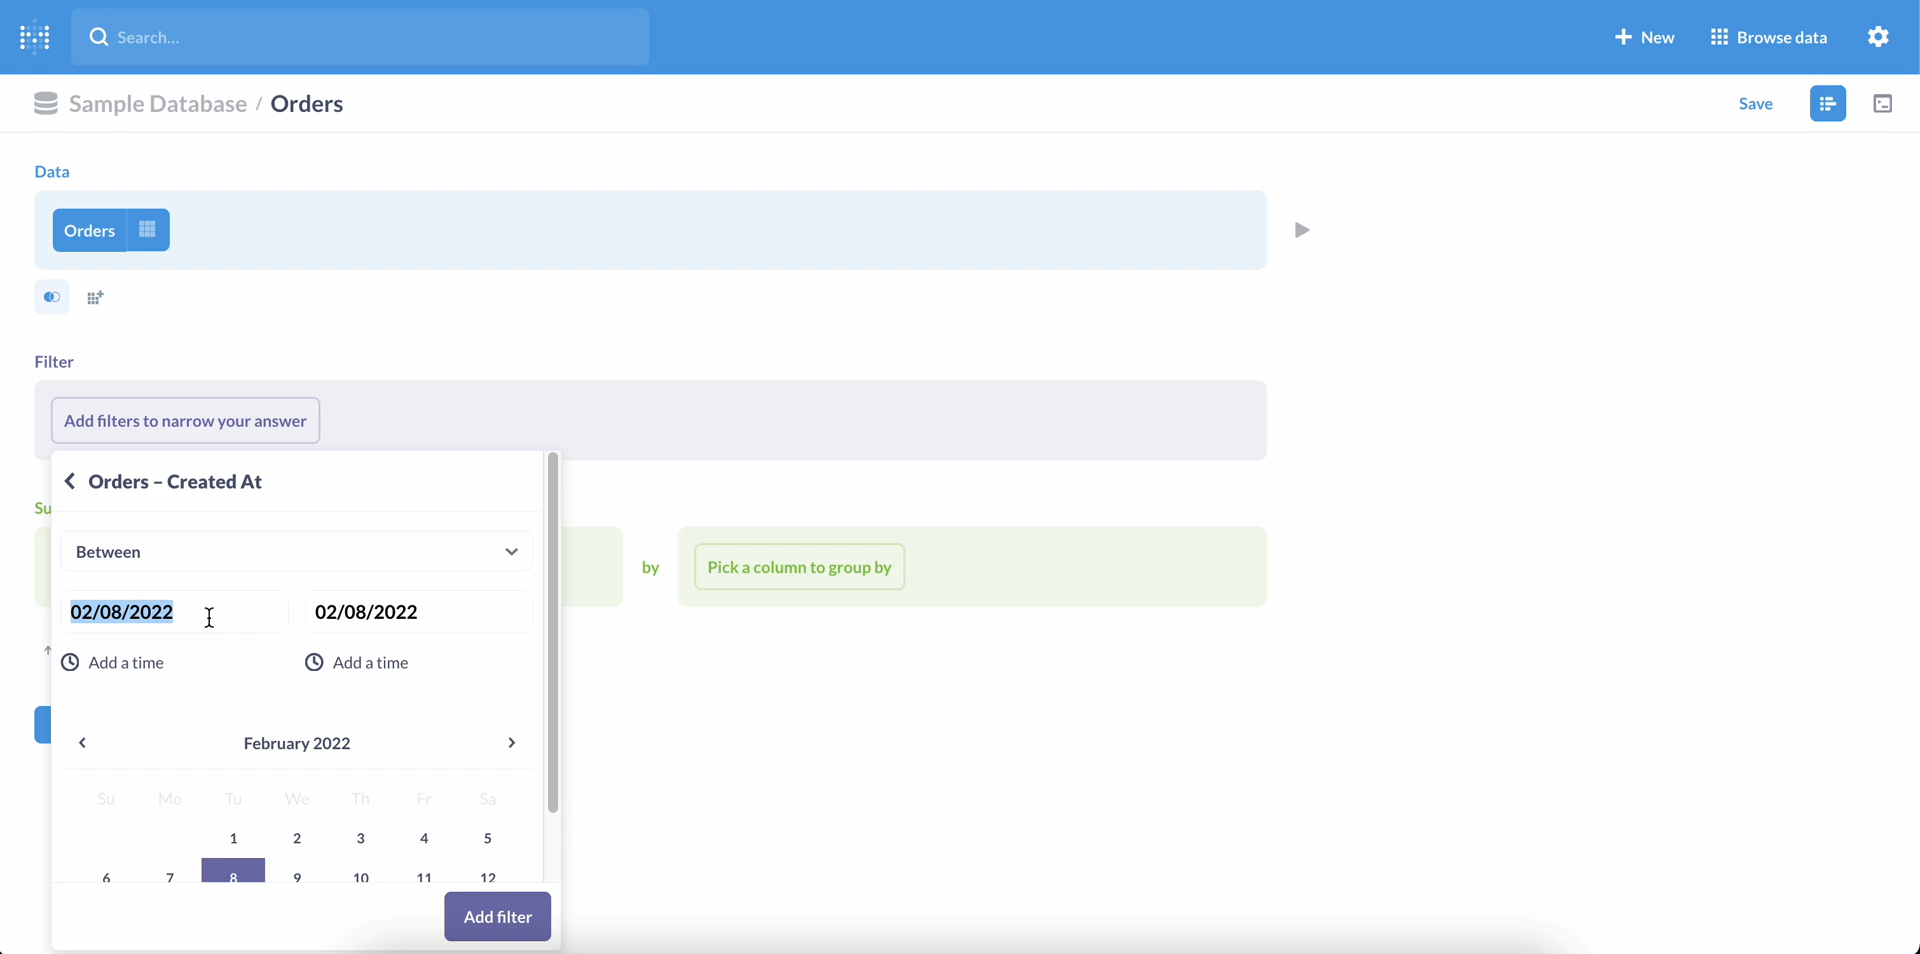 Search...
New
Browse data
Sample Database / Orders
Save
Data
Orders
Filter
Add filters to narrow your answer
Orders – Created At
Su
Between
by
Pick a column to group by
02/08/2022
02/08/2022
Add a time
Add a time
February 2022
Su Mo Tu We Th Fr Sa
1 2 3 4 5
6 7 8 9 10 11 12
Add filter